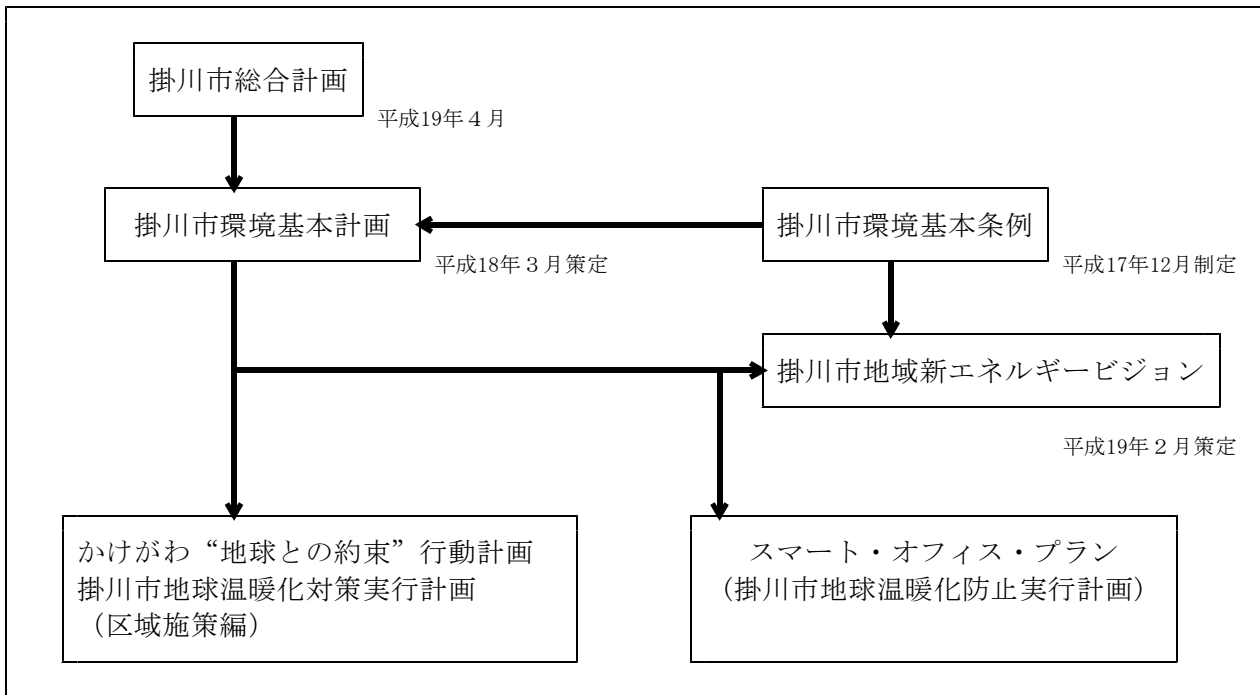 掛川市総合計画
平成19年４月
掛川市環境基本計画
平成18年３月策定
掛川市環境基本条例
平成17年12月制定
掛川市地域新エネルギービジョン
平成19年２月策定
かけがわ“地球との約束”行動計画
掛川市地球温暖化対策実行計画
（区域施策編）
スマート・オフィス・プラン
（掛川市地球温暖化防止実行計画）